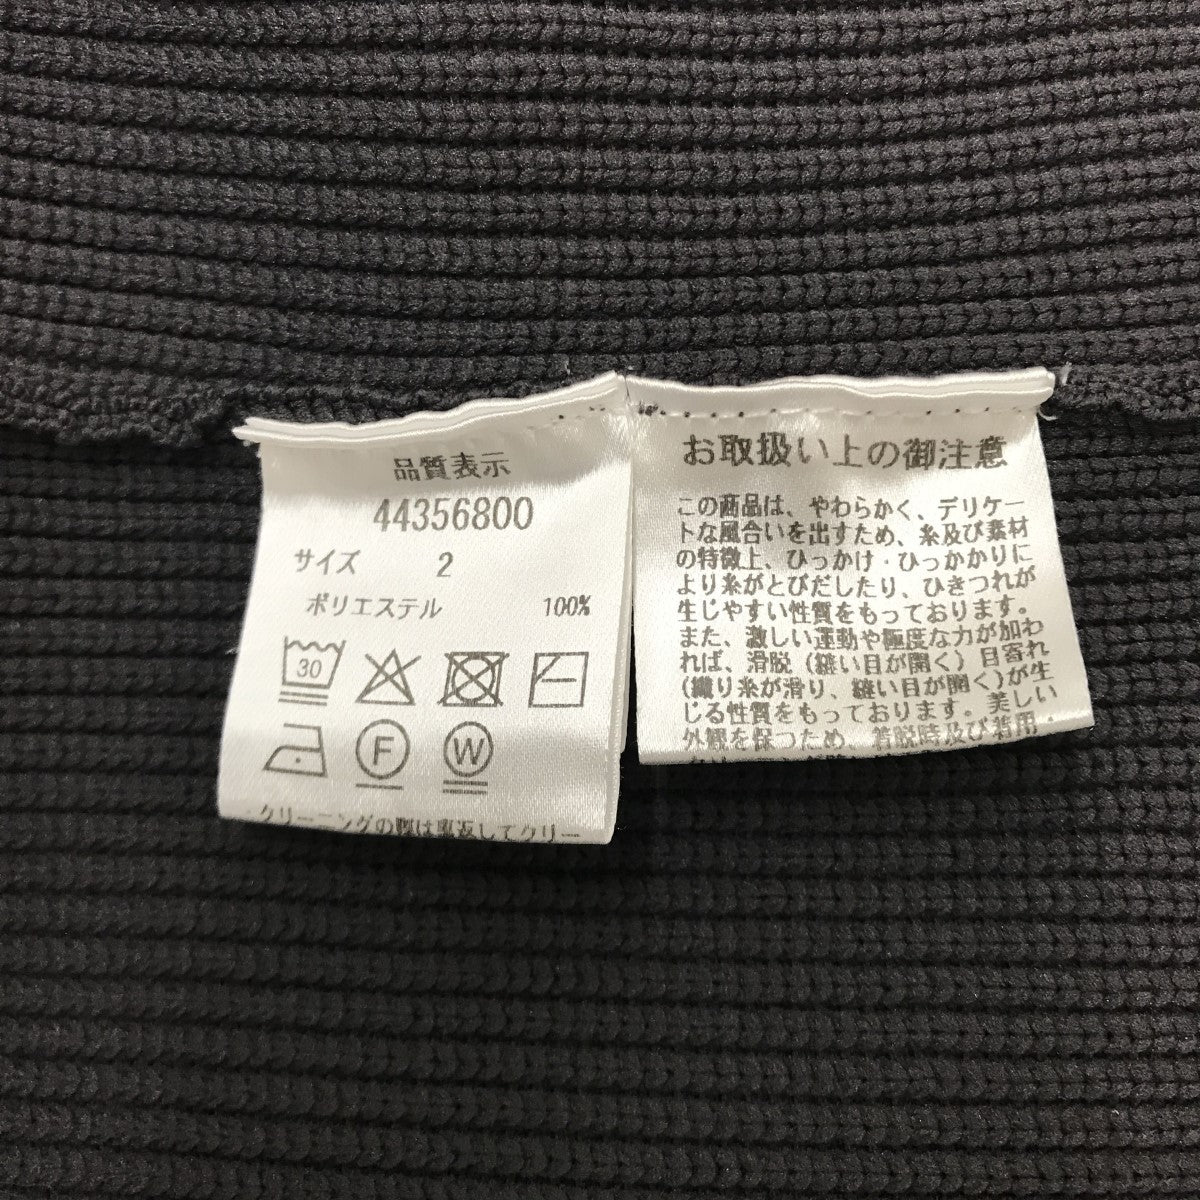 品質表示
44356800
サイズ 2
ポリエステル 100%
30
F W
クリーニングの際は裏返してクリー
お取扱い上の御注意
この商品は、やわらかく、デリケー
トな風合いを出すため、糸及び素材
の特徴上、ひっかけ・ひっかかりに
より糸がとびだしたり、ひきつれが
生じやすい性質をもっております。
また、激しい運動や極度な力が加わ
れば、滑脱(縫い目が開く)目寄れ
(織り糸が滑り、縫い目が開く)が生
じる性質をもっております。美しい
外観を保つため、着脱時及び着用